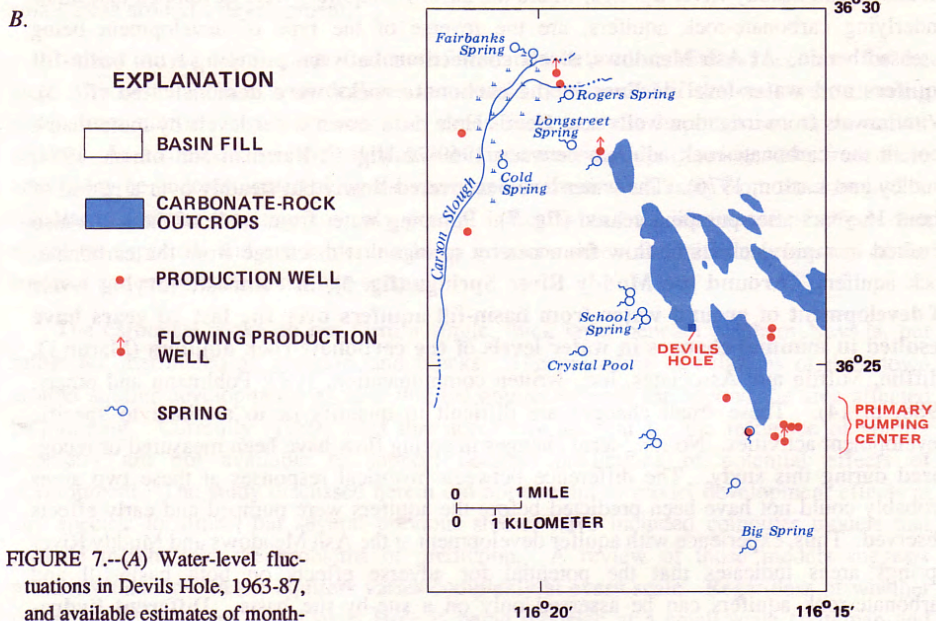 B.
EXPLANATION
BASIN FILL
CARBONATE-ROCK
OUTCROPS
PRODUCTION WELL
FLOWING PRODUCTION
WELL
SPRING
FIGURE 7.--(A) Water-level fluc-
tuations in Devils Hole, 1963-87,
and available estimates of month-
36°30
Fairbanks
Spring
Rogers Spring
Longstreet
Spring
Cold
Spring
Carson Slough
School
Spring
DEVILS
HOLE
Crystal Pool
36°25
PRIMARY
PUMPING
CENTER
0 1 MILE
0 1 KILOMETER
Big Spring
116°20
116°15